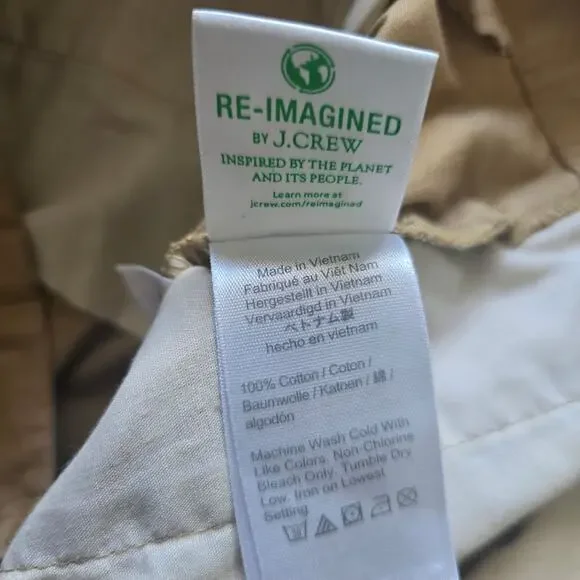 RE-IMAGINED
BY J.CREW
INSPIRED BY THE PLANET
AND ITS PEOPLE.
Learn more at
jcrew.com/reimagined
Made in Vietnam
Fabriqué au Viêt Nam
Hergestellt in Vietnam
Vervaardigd in Vietnam
ベトナム製
hecho en vietnam
100% Cotton / Coton /
Baumwolle / Katoen / 綿 /
algodón
Machine Wash Cold With
Like Colors, Non-Chlorine
Bleach Only, Tumble Dry
Low, Iron on Lowest
Setting